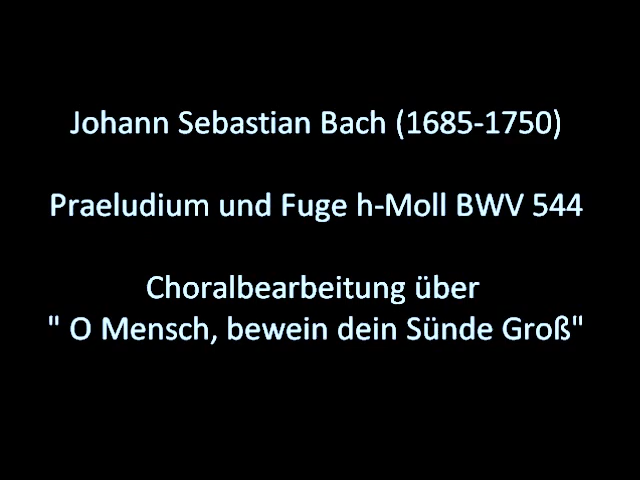 Johann Sebastian Bach (1685-1750)
Praeludium und Fuge h-Moll BWV 544
Choralbearbeitung über
" O Mensch, bewein dein Sünde Groß"